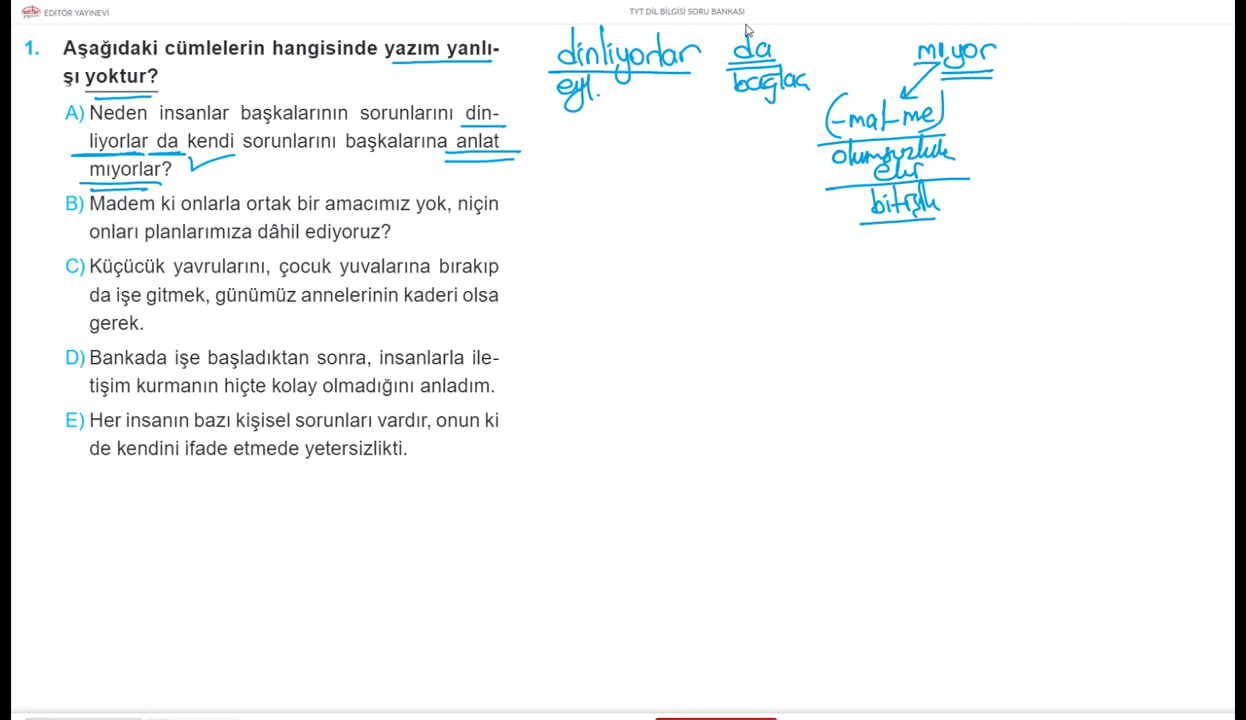 EDİTÖR YAYINEVİ
TYT DİL BİLGİSİ SORU BANKASI
1. Aşağıdaki cümlelerin hangisinde yazım yanlı-
şı yoktur?
A) Neden insanlar başkalarının sorunlarını din-
liyorlar da kendi sorunlarını başkalarına anlat
mıyorlar?
B) Madem ki onlarla ortak bir amacımız yok, niçin
onları planlarımıza dâhil ediyoruz?
C) Küçücük yavrularını, çocuk yuvalarına bırakıp
da işe gitmek, günümüz annelerinin kaderi olsa
gerek.
D) Bankada işe başladıktan sonra, insanlarla ile-
tişim kurmanın hiçte kolay olmadığını anladım.
E) Her insanın bazı kişisel sorunları vardır, onun ki
de kendini ifade etmede yetersizlikti.
dinliyorlar
eyl.
da
bağlaç
mıyor
(-ma/-me)
olumsuzluk
eki
bitişik